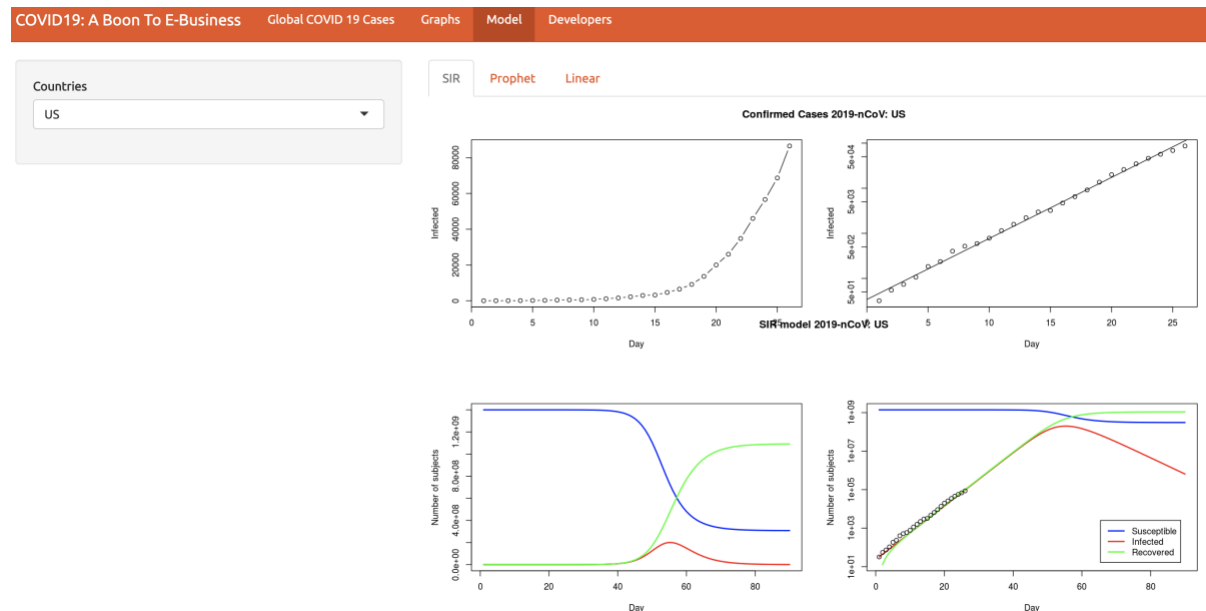 COVID19: A Boon To E-Business Global COVID 19 Cases Graphs Model Developers
Countries
US
SIR Prophet Linear
Confirmed Cases 2019-nCoV: US
Infected
0 20000 40000 60000 80000
0 5 10 15 20 25
Day
Infected
5e+01 5e+02 5e+03 5e+04
0 5 10 15 20 25
Day
SIR model 2019-nCoV: US
Number of subjects
0.0e+00 4.0e+08 8.0e+08 1.2e+09
0 20 40 60 80
Day
Number of subjects
1e+01 1e+03 1e+05 1e+07 1e+09
0 20 40 60 80
Day
Susceptible
Infected
Recovered